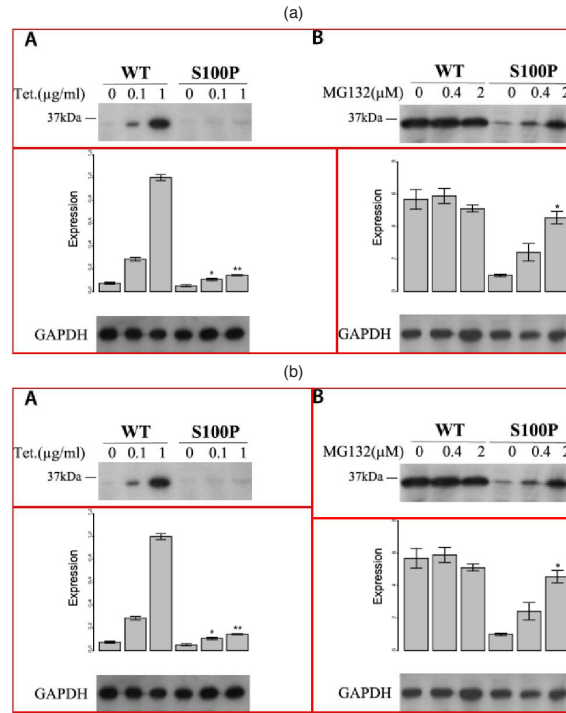 (a)
A
B
WT S100P
WT S100P
Tet.(μg/ml) 0 0.1 1 0 0.1 1
MG132(μM) 0 0.4 2 0 0.4 2
37kDa
37kDa
Expression
Expression
* **
*
GAPDH
GAPDH
(b)
A
B
WT S100P
WT S100P
Tet.(μg/ml) 0 0.1 1 0 0.1 1
MG132(μM) 0 0.4 2 0 0.4 2
37kDa
37kDa
Expression
Expression
* **
*
GAPDH
GAPDH